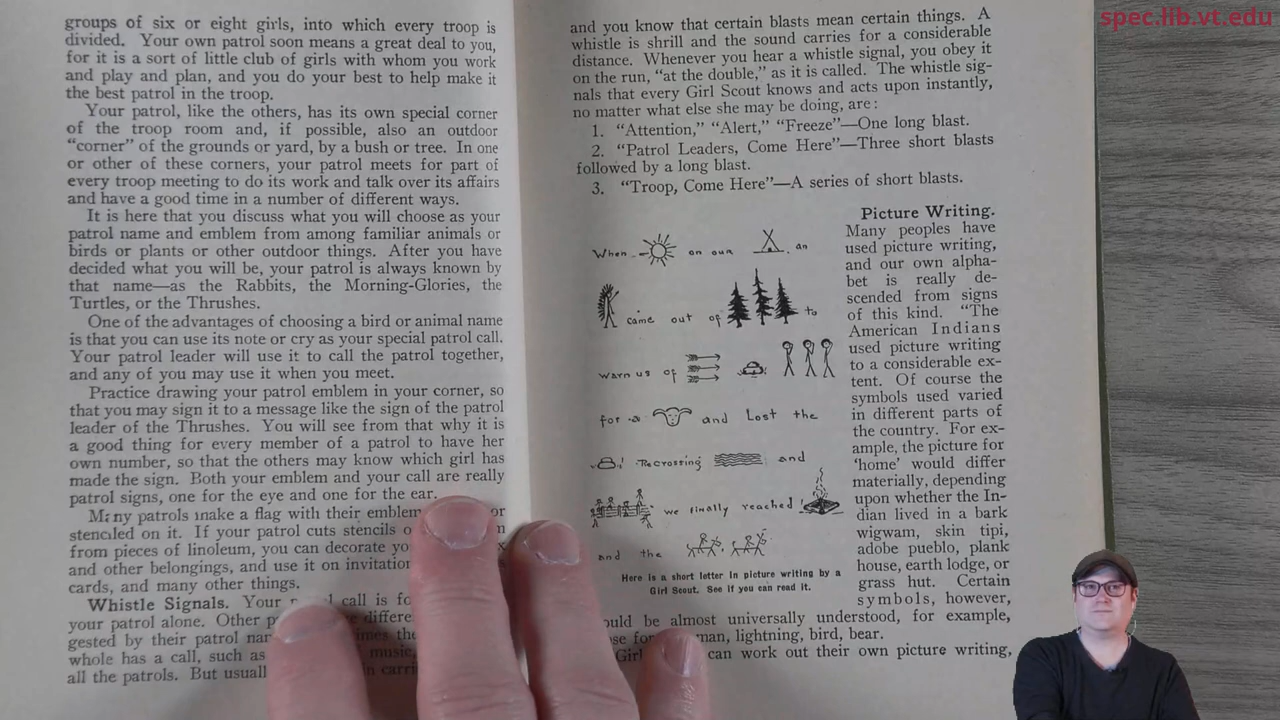 groups of six or eight girls, into which every troop is
divided. Your own patrol soon means a great deal to you,
for it is a sort of little club of girls with whom you work
and play and plan, and you do your best to help make it
the best patrol in the troop.
Your patrol, like the others, has its own special corner
of the troop room and, if possible, also an outdoor
“corner” of the grounds or yard, by a bush or tree. In one
or other of these corners, your patrol meets for part of
every troop meeting to do its work and talk over its affairs
and have a good time in a number of different ways.
It is here that you discuss what you will choose as your
patrol name and emblem from among familiar animals or
birds or plants or other outdoor things. After you have
decided what you will be, your patrol is always known by
that name—as the Rabbits, the Morning-Glories, the
Turtles, or the Thrushes.
One of the advantages of choosing a bird or animal name
is that you can use its note or cry as your special patrol call.
Your patrol leader will use it to call the patrol together,
and any of you may use it when you meet.
Practice drawing your patrol emblem in your corner, so
that you may sign it to a message like the sign of the patrol
leader of the Thrushes. You will see from that why it is
a good thing for every member of a patrol to have her
own number, so that the others may know which girl has
made the sign. Both your emblem and your call are really
patrol signs, one for the eye and one for the ear.
Many patrols make a flag with their emblem or
stenciled on it. If your patrol cuts stencils
from pieces of linoleum, you can decorate
and other belongings, and use it on
cards, and many other things.
Whistle Signals. Your call is
your patrol alone. Other
gested by their patrol the
whole has a call, such as music,
all the patrols. But in
and you know that certain blasts mean certain things. A
whistle is shrill and the sound carries for a considerable
distance. Whenever you hear a whistle signal, you obey it
on the run, “at the double,” as it is called. The whistle sig-
nals that every Girl Scout knows and acts upon instantly,
no matter what else she may be doing, are:
1. “Attention,” “Alert,” “Freeze”—One long blast.
2. “Patrol Leaders, Come Here”—Three short blasts
followed by a long blast.
3. “Troop, Come Here”—A series of short blasts.
When on our an
came out of to
warn us of
for a and Lost the
Recrossing and
we finally reached
and the
Here is a short letter in picture writing by a
Girl Scout. See if you can read it.
Picture Writing.
Many peoples have
used picture writing,
and our own alpha-
bet is really de-
scended from signs
of this kind. “The
American Indians
used picture writing
to a considerable ex-
tent. Of course the
symbols used varied
in different parts of
the country. For ex-
ample, the picture for
‘home’ would differ
materially, depending
upon whether the In-
dian lived in a bark
wigwam, skin tipi,
adobe pueblo, plank
house, earth lodge, or
grass hut. Certain
symbols, however,
be almost universally understood, for example,
man, lightning, bird, bear.
can work out their own picture writing,
spec.lib.vt.edu